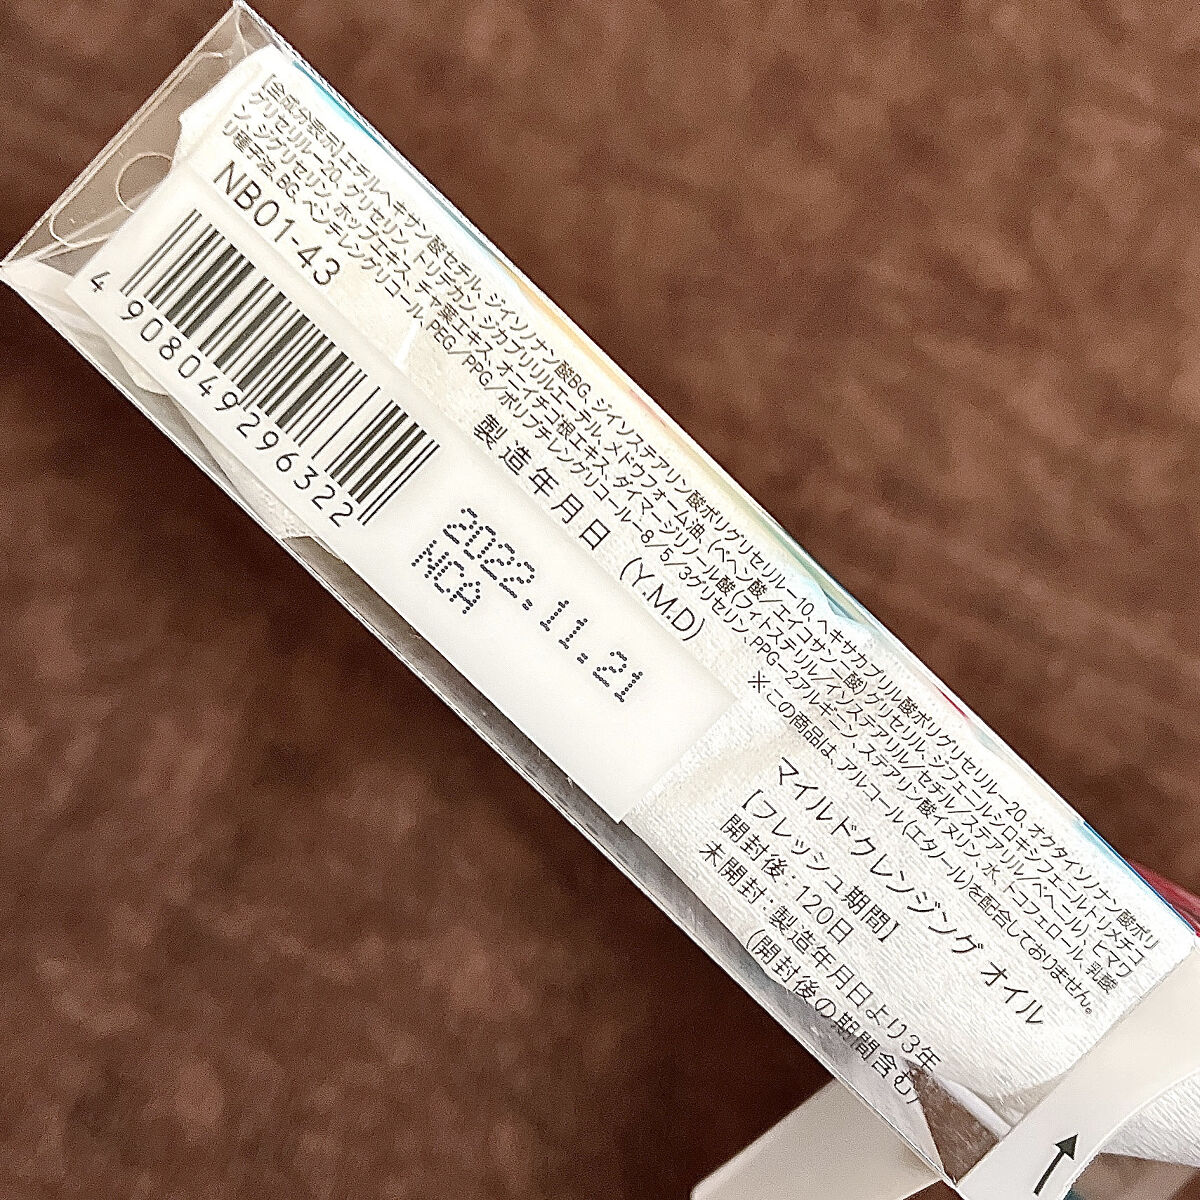 [全成分表示]エチルヘキサン酸セチル、ジイソノナン酸BG、ジイソステアリン酸ポリグリセリル-10、ヘキサカプリル酸ポリグリセリル-20、オクタイソノナン酸ポリ
グリセリル-20、グリセリン、トリデカン、ジカプリリルエーテル、メドウフォーム油、(ベヘン酸/エイコサン二酸)グリセリル、ジフェニルシロキシフェニルトリメチコ
ン、ジグリセリン、ホップエキス、チャ葉エキス、オニイチゴ根エキス、ダイマージリノール酸(フィトステリル/イソステアリル/セチル/ステアリル/ベヘニル)、ヒマワ
リ種子油、BG、ペンチレングリコール、PEG/PPG/ポリブチレングリコール-8/5/3グリセリン、PPG-2アルギニン、ステアリン酸イヌリン、水、トコフェロール、乳酸
※この商品は、アルコール(エタノール)を配合しておりません。
NB01-43
4 908049 296322
製造年月日 (Y.M.D)
2022.11.21
NCA
マイルドクレンジング オイル
【フレッシュ期間】
開封後:120日
未開封:製造年月日より3年
(開封後の期間含む)